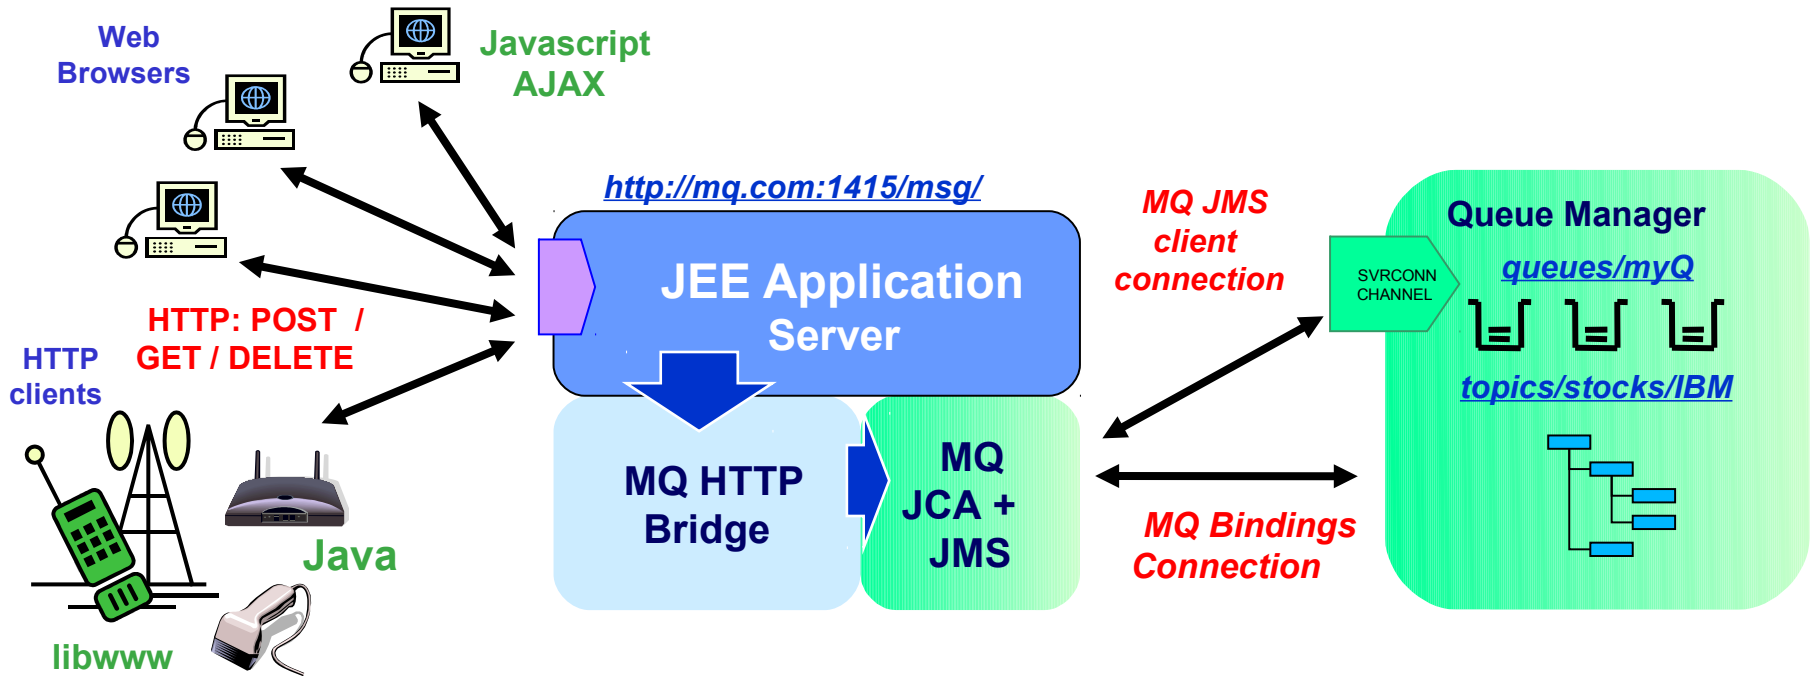 Web
Browsers
Javascript
AJAX
http://mq.com:1415/msg/
JEE Application
Server
HTTP: POST /
GET / DELETE
HTTP
clients
Java
libwww
MQ HTTP
Bridge
MQ
JCA +
JMS
MQ JMS
client
connection
MQ Bindings
Connection
SVRCONN
CHANNEL
Queue Manager
queues/myQ
topics/stocks/IBM